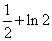 1/2 + ln 2